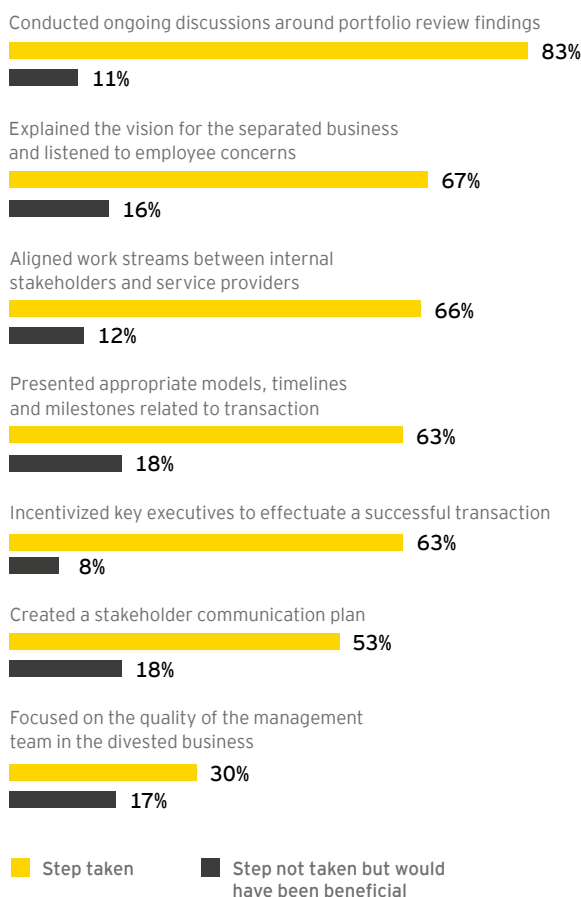 Conducted ongoing discussions around portfolio review findings
83%
11%
Explained the vision for the separated business
and listened to employee concerns
67%
16%
Aligned work streams between internal
stakeholders and service providers
66%
12%
Presented appropriate models, timelines
and milestones related to transaction
63%
18%
Incentivized key executives to effectuate a successful transaction
63%
8%
Created a stakeholder communication plan
53%
18%
Focused on the quality of the management
team in the divested business
30%
17%
Step taken
Step not taken but would
have been beneficial